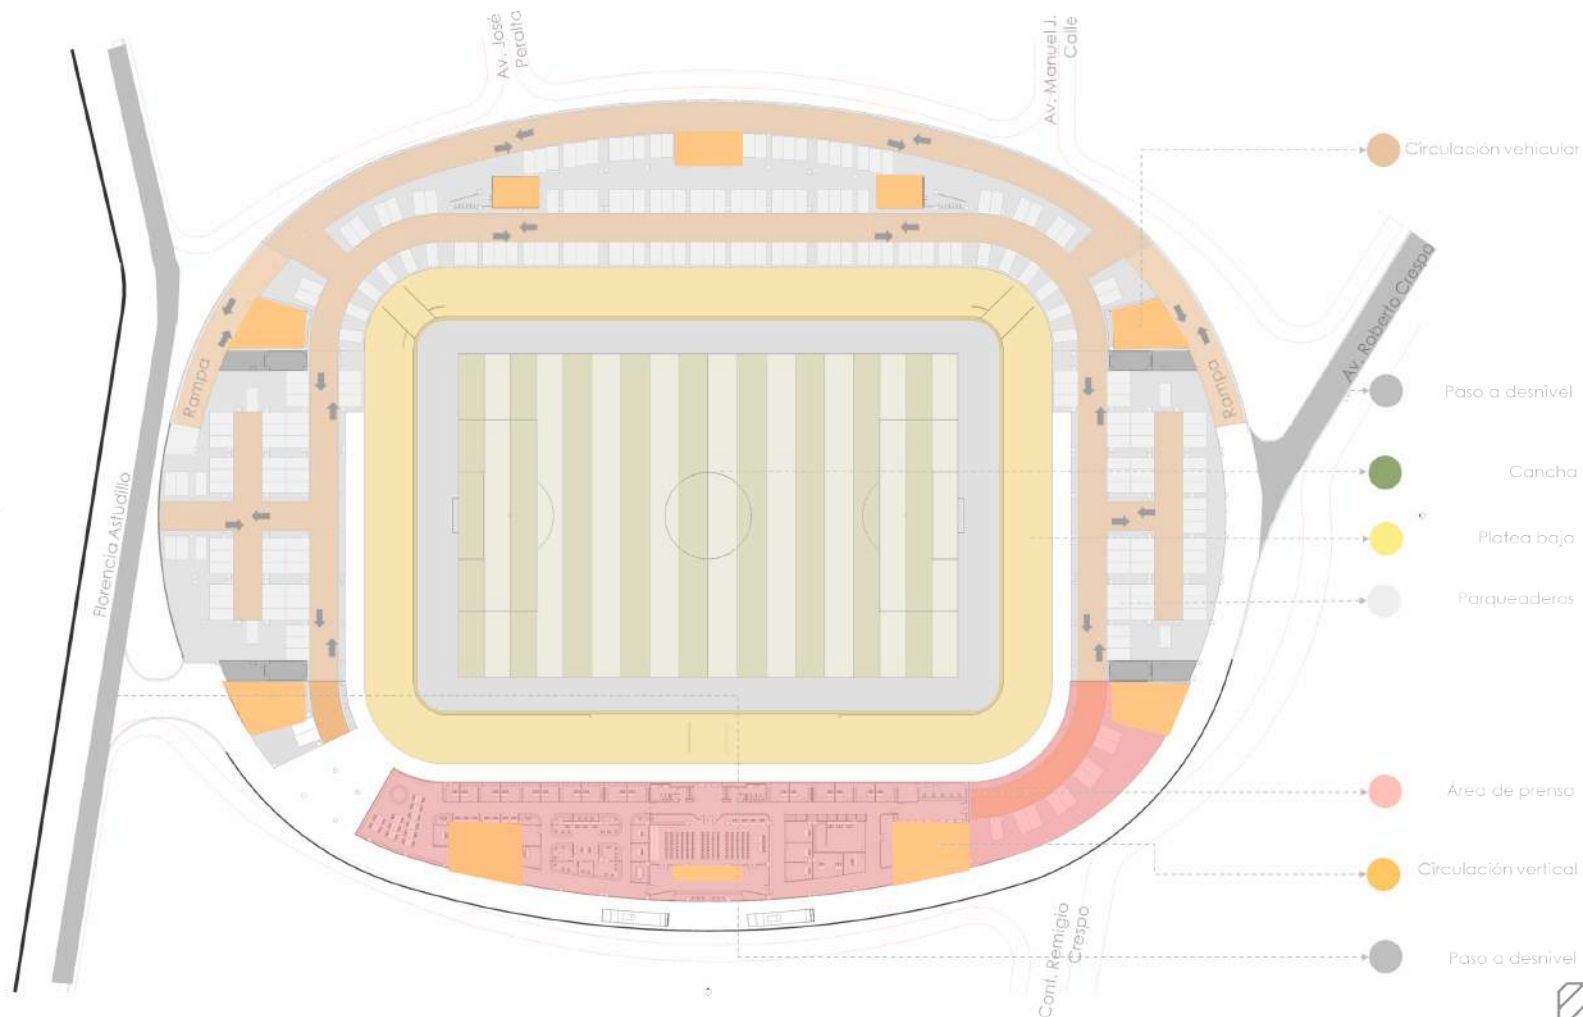 Av. José
Peralta
Av. Manuel J.
Calle
Circulación vehicular
Av. Roberto Crespo
Rampa
Rampa
Paso a desnivel
Cancha
Florencia Astudillo
Platea baja
Parqueaderos
Área de prensa
Circulación vertical
Cont. Remigio
Crespo
Paso a desnivel